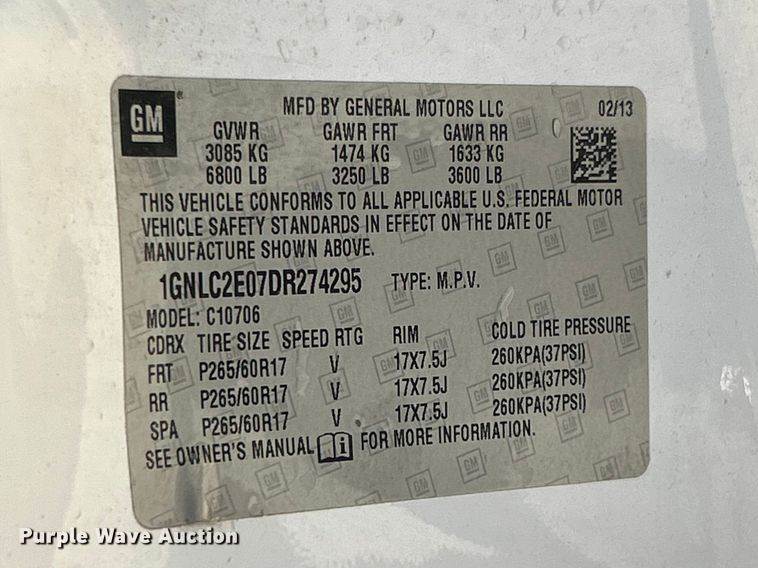 GM®
MFD BY GENERAL MOTORS LLC 02/13
GVWR GAWR FRT GAWR RR
3085 KG 1474 KG 1633 KG
6800 LB 3250 LB 3600 LB
THIS VEHICLE CONFORMS TO ALL APPLICABLE U.S. FEDERAL MOTOR
VEHICLE SAFETY STANDARDS IN EFFECT ON THE DATE OF
MANUFACTURE SHOWN ABOVE.
1GNLC2E07DR274295 TYPE: M.P.V.
MODEL: C10706
CDRX TIRE SIZE SPEED RTG RIM COLD TIRE PRESSURE
FRT P265/60R17 V 17X7.5J 260KPA(37PSI)
RR P265/60R17 V 17X7.5J 260KPA(37PSI)
SPA P265/60R17 V 17X7.5J 260KPA(37PSI)
SEE OWNER'S MANUAL i FOR MORE INFORMATION.
Purple Wave Auction